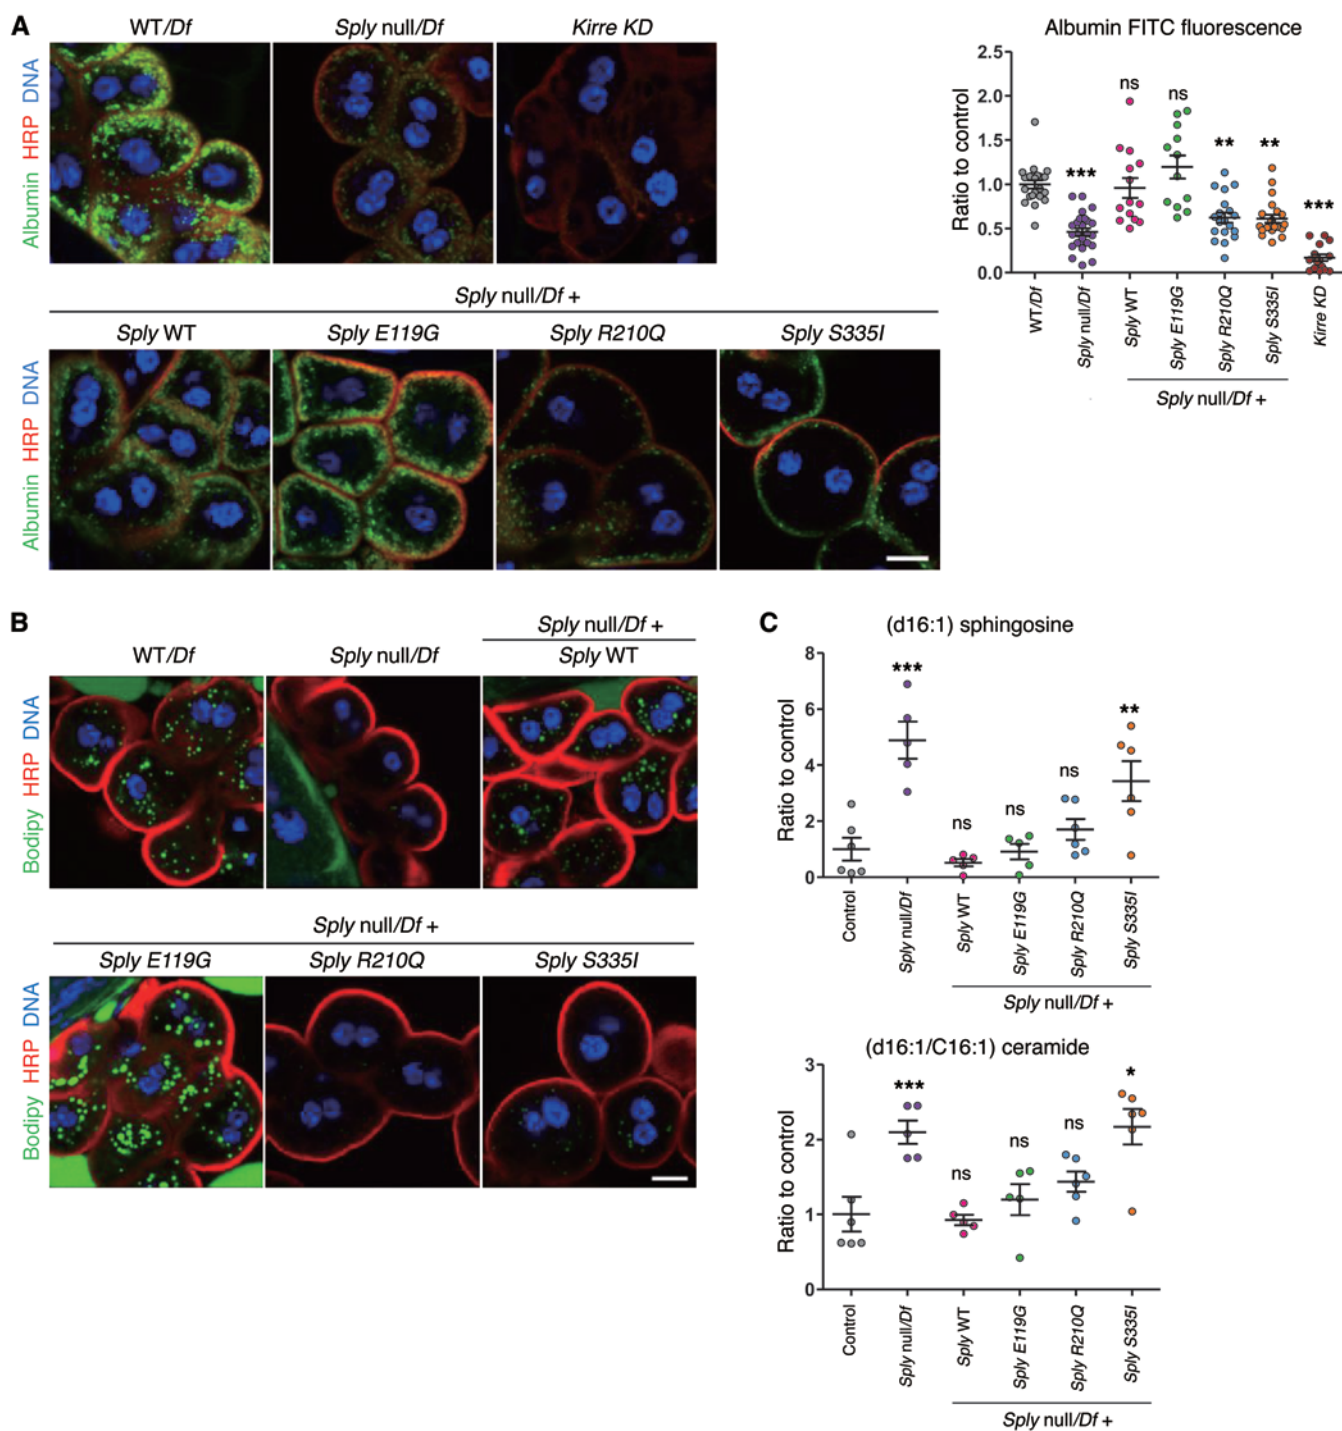 A
WT/Df
Sply null/Df
Kirre KD
Albumin HRP DNA
Sply null/Df +
Sply WT
Sply E119G
Sply R210Q
Sply S335I
Albumin HRP DNA
Albumin FITC fluorescence
Ratio to control
2.5
2.0
1.5
1.0
0.5
0.0
***
ns
ns
**
**
***
WT/Df
Sply null/Df
Sply WT
Sply E119G
Sply R210Q
Sply S335I
Kirre KD
Sply null/Df +
B
WT/Df
Sply null/Df
Sply null/Df +
Sply WT
Bodipy HRP DNA
Sply null/Df +
Sply E119G
Sply R210Q
Sply S335I
Bodipy HRP DNA
C
(d16:1) sphingosine
Ratio to control
8
6
4
2
0
***
ns
ns
ns
**
Control
Sply null/Df
Sply WT
Sply E119G
Sply R210Q
Sply S335I
Sply null/Df +
(d16:1/C16:1) ceramide
Ratio to control
3
2
1
0
***
ns
ns
ns
*
Control
Sply null/Df
Sply WT
Sply E119G
Sply R210Q
Sply S335I
Sply null/Df +